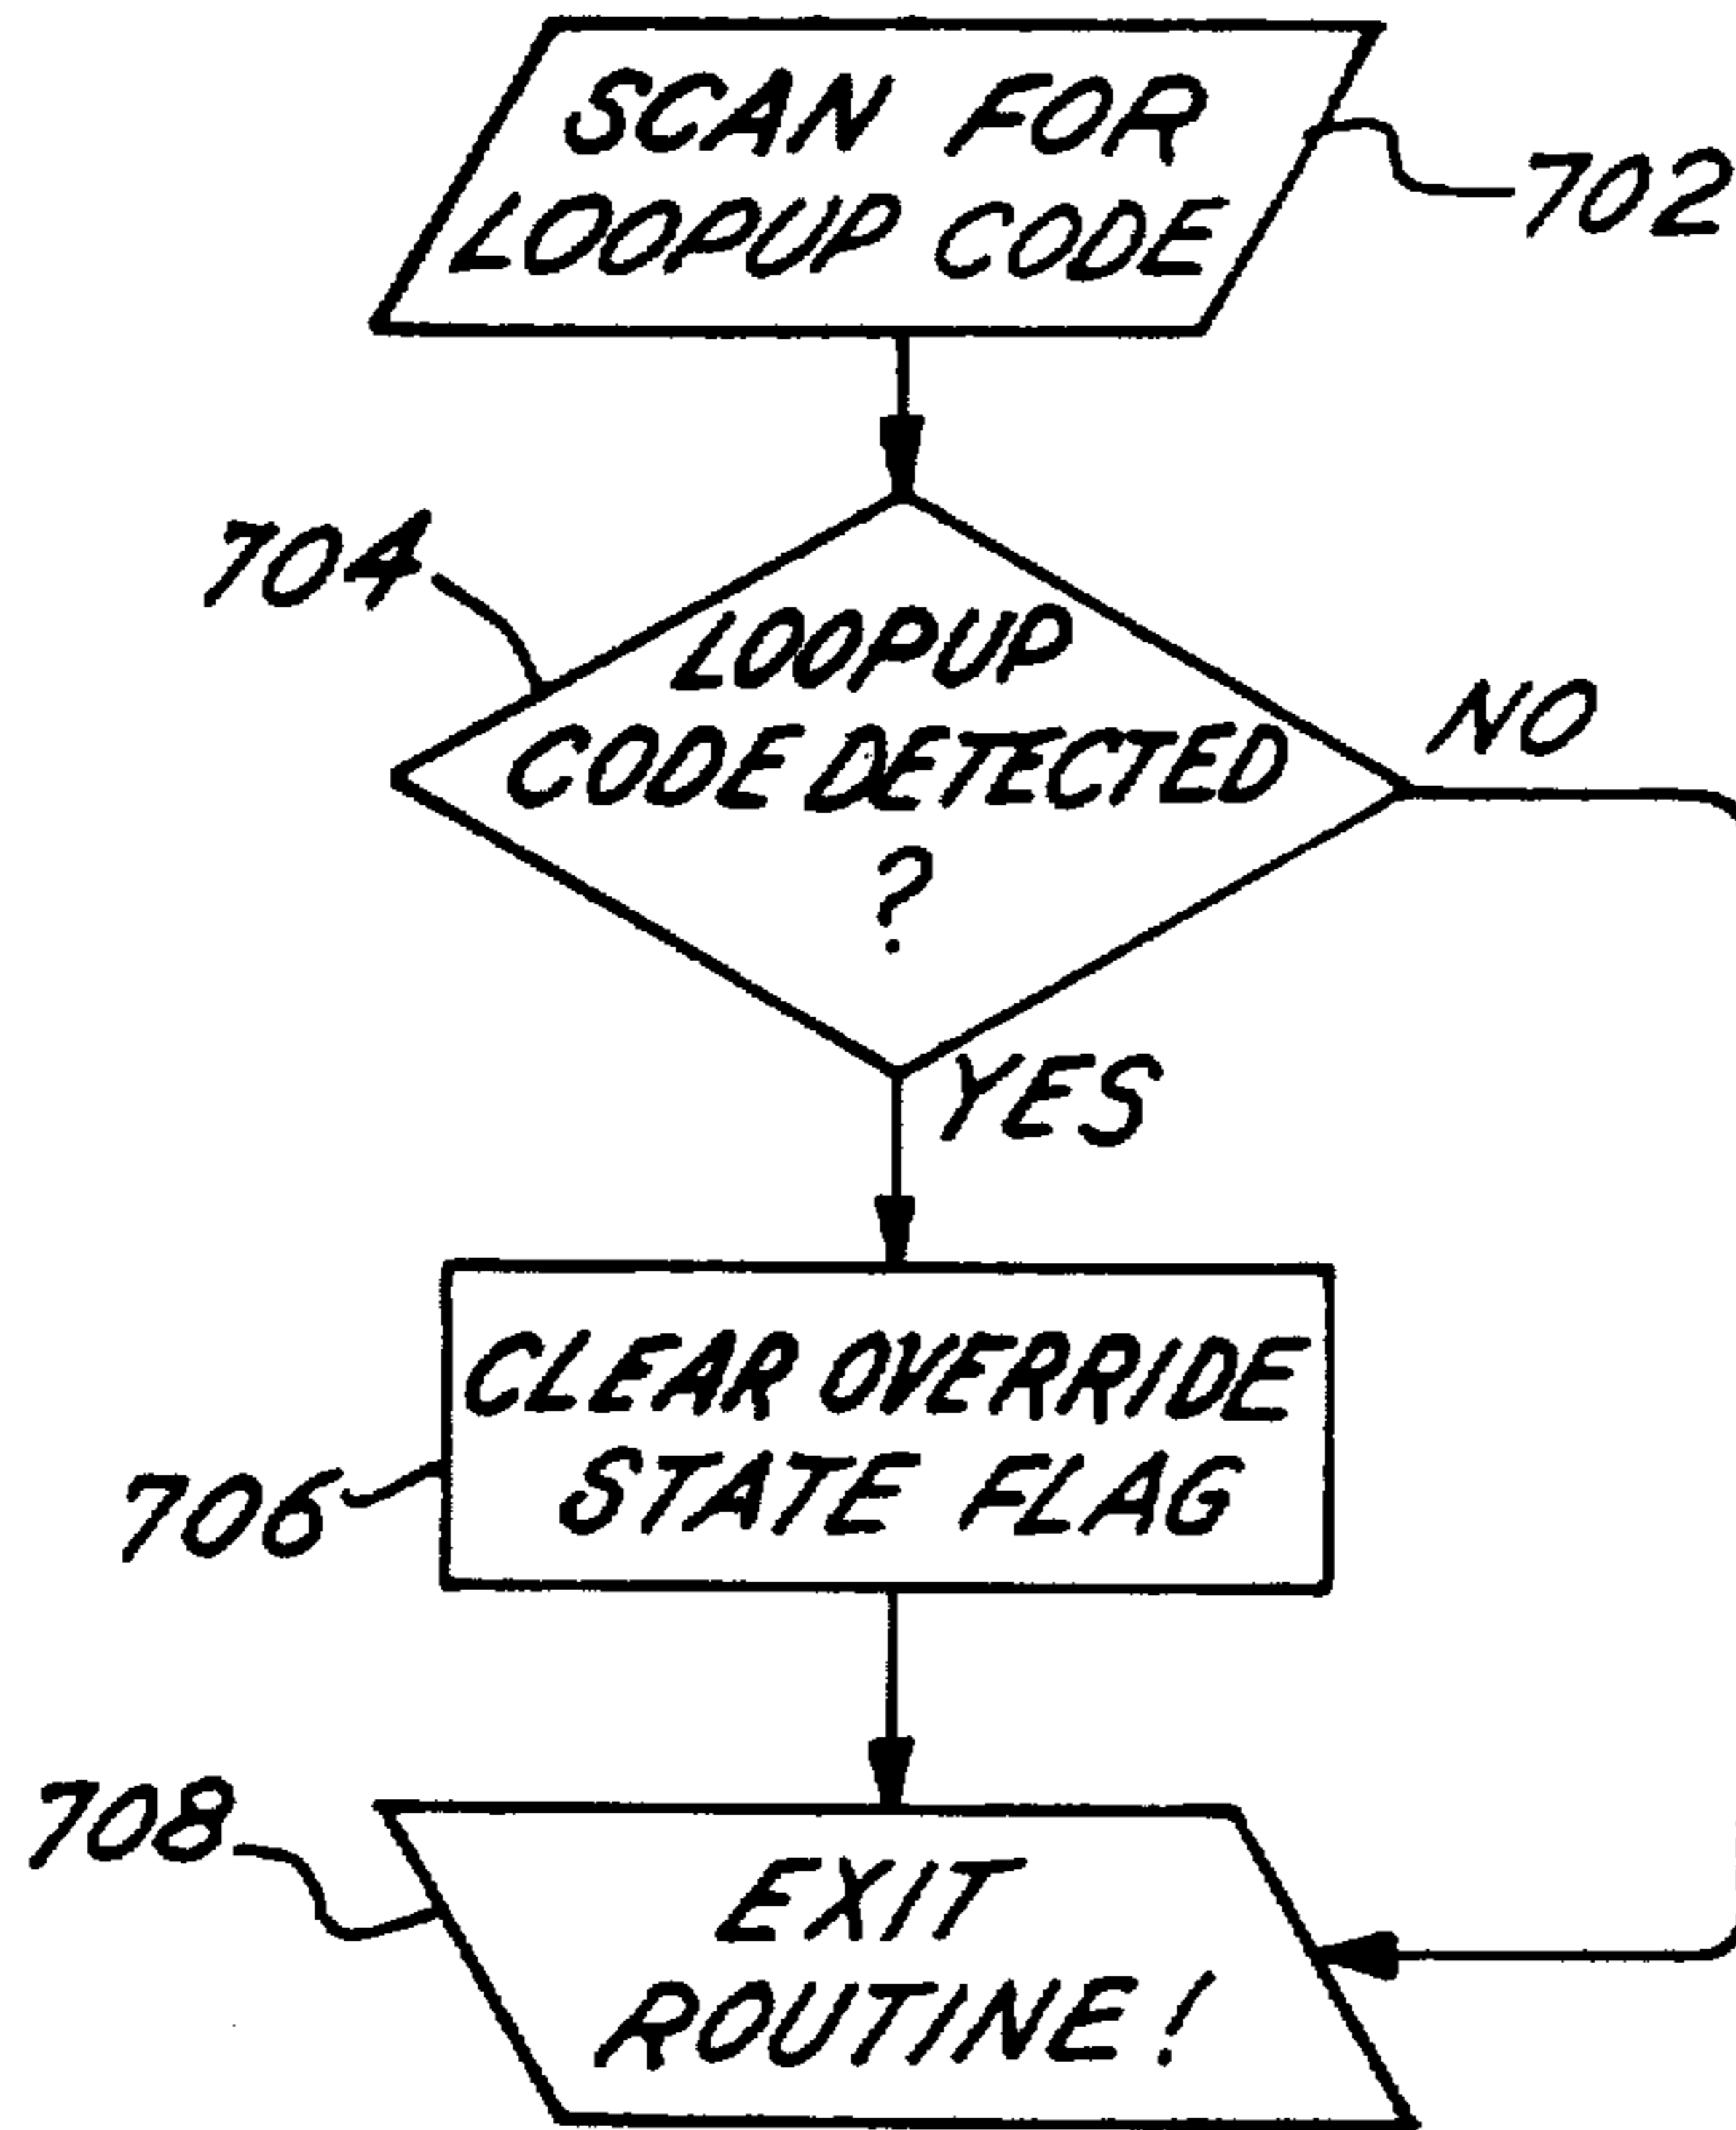 SCAN FOR
LOOPUP CODE
702
704
LOOPUP
CODE DETECTED
?
NO
YES
CLEAR OVERRIDE
STATE FLAG
706
708
EXIT
ROUTINE!